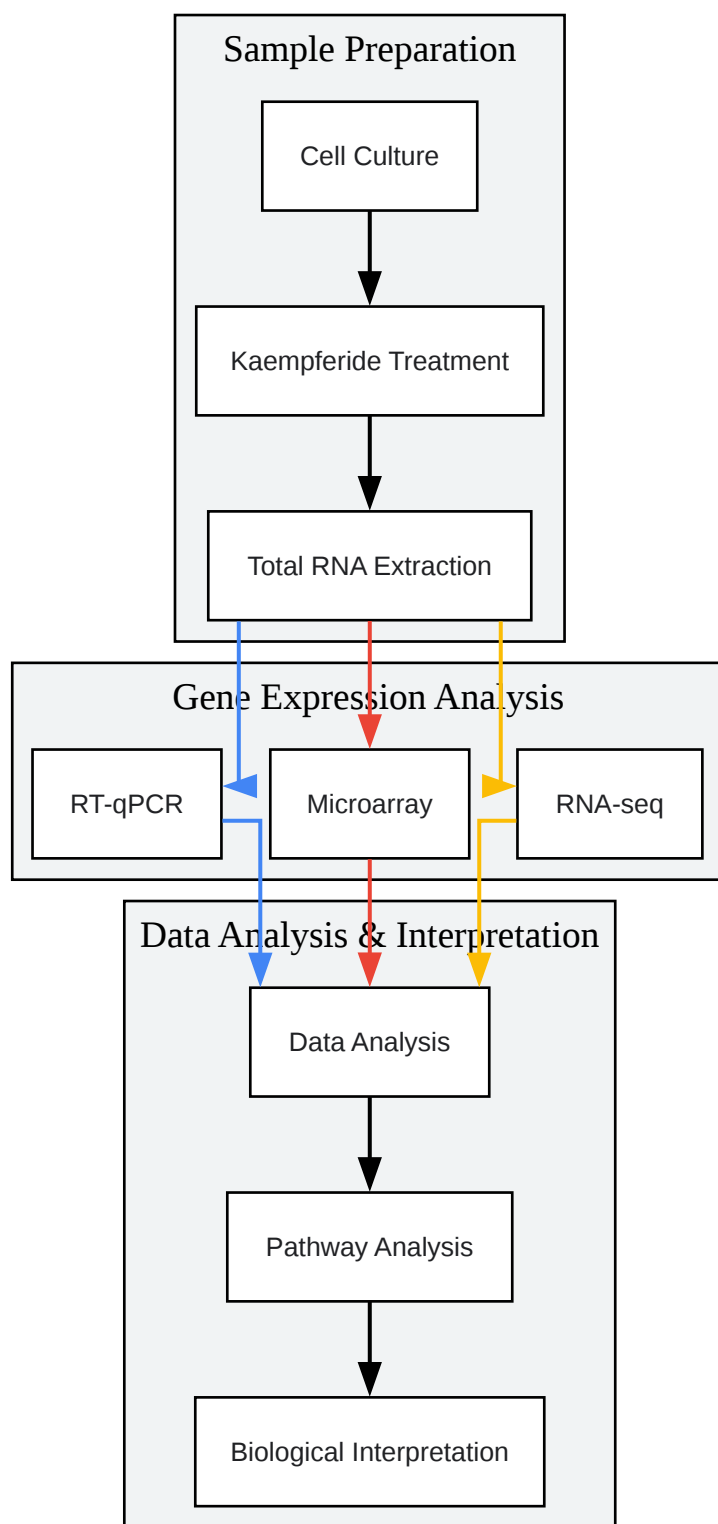 Sample Preparation
Cell Culture
Kaempferide Treatment
Total RNA Extraction
Gene Expression Analysis
RT-qPCR
Microarray
RNA-seq
Data Analysis & Interpretation
Data Analysis
Pathway Analysis
Biological Interpretation